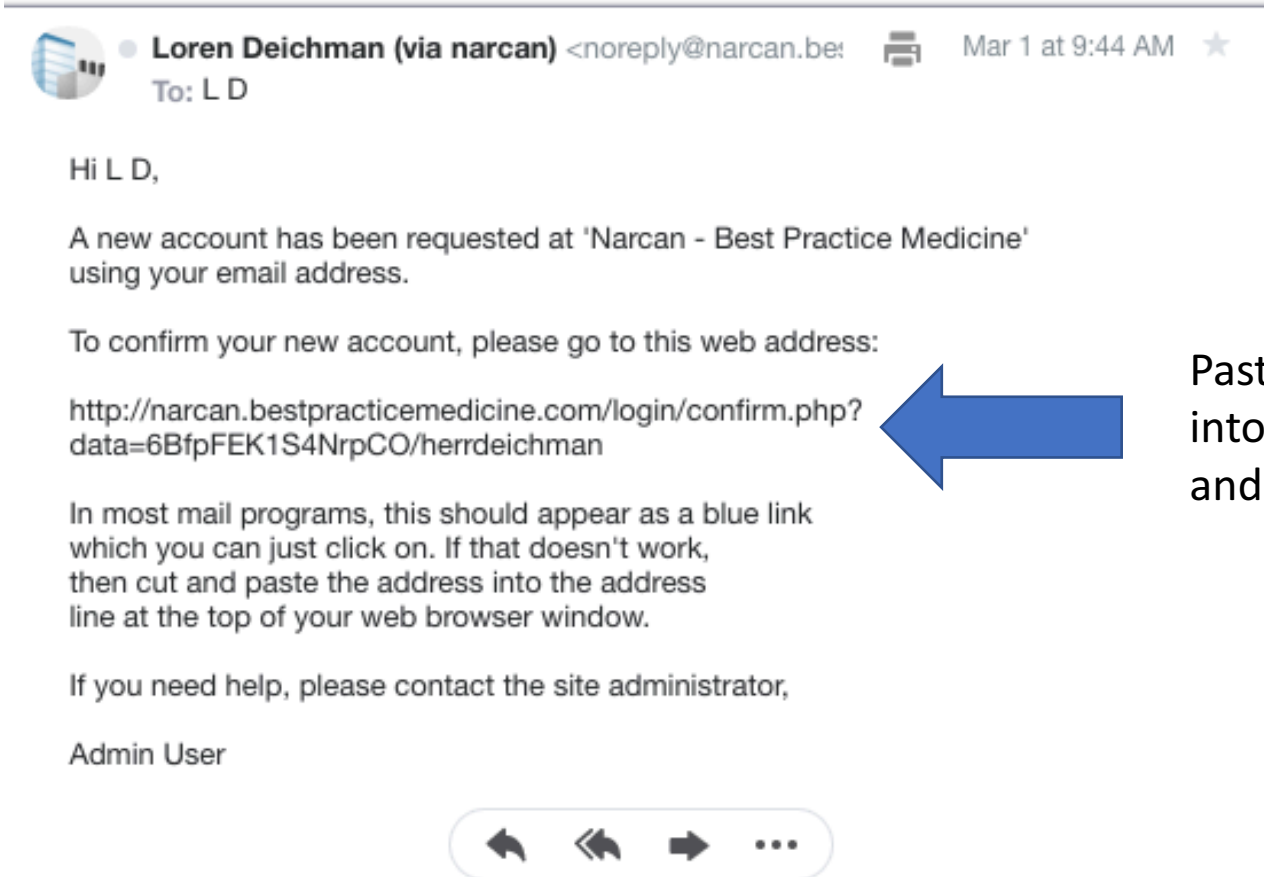 Loren Deichman (via narcan) <noreply@narcan.be Mar 1 at 9:44 AM
To: L D
Hi L D,
A new account has been requested at 'Narcan - Best Practice Medicine'
using your email address.
To confirm your new account, please go to this web address:
http://narcan.bestpracticemedicine.com/login/confirm.php?
data=6BfpFEK1S4NrpCO/herrdeichman
Past
into
and
In most mail programs, this should appear as a blue link
which you can just click on. If that doesn't work,
then cut and paste the address into the address
line at the top of your web browser window.
If you need help, please contact the site administrator,
Admin User